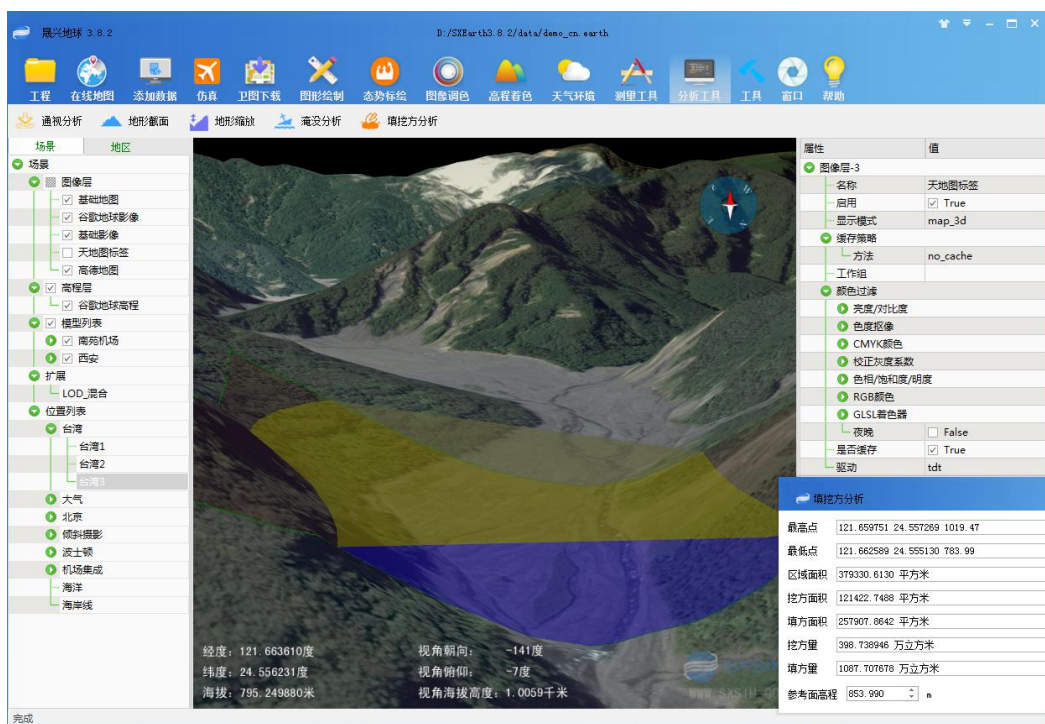 晟兴地球 3.8.2
D:/SXEarth3.8.2/data/demo_cn.earth
工程 在线地图 添加数据 仿真 卫图下载 图形绘制 态势标绘 图像调色 高程着色 天气环境 测量工具 分析工具 工具 窗口 帮助
通视分析 地形截面 地形缩放 淹没分析 填挖方分析
场景 地区
场景
图像层
基础地图
谷歌地球影像
基础影像
天地图标签
高德地图
高程层
谷歌地球高程
模型列表
南苑机场
西安
扩展
LOD_混合
位置列表
台湾
台湾1
台湾2
台湾3
大气
北京
倾斜摄影
波士顿
机场集成
海洋
海岸线
经度: 121.663610度 视角朝向: -141度
纬度: 24.556231度 视角俯仰: -7度
海拔: 795.249880米 视角海拔高度: 1.0059千米
属性 值
图像层-3
名称 天地图标签
启用 True
显示模式 map_3d
缓存策略
方法 no_cache
工作组
颜色过滤
亮度/对比度
色度抠像
CMYK颜色
校正灰度系数
色相/饱和度/明度
RGB颜色
GLSL着色器
夜晚 False
是否缓存 True
驱动 tdt
填挖方分析
最高点 121.659751 24.557269 1019.47
最低点 121.662589 24.555130 783.99
区域面积 379330.6130 平方米
挖方面积 121422.7488 平方米
填方面积 257907.8642 平方米
挖方量 398.738946 万立方米
填方量 1087.707678 万立方米
参考面高程 853.990 m
完成